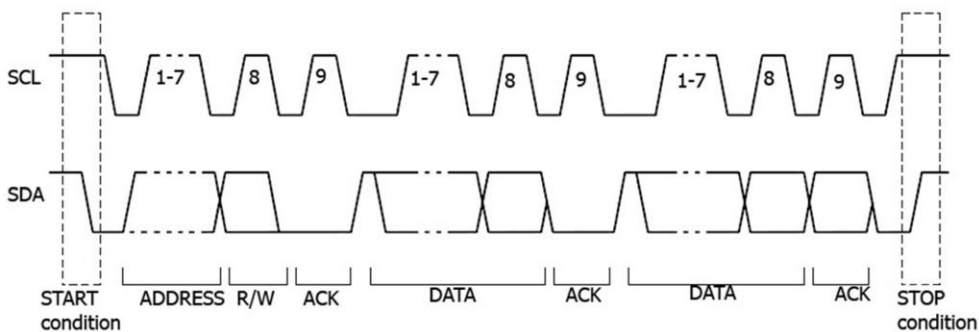 SCL 1-7 8 9 1-7 8 9 1-7 8 9
SDA
ADDRESS R/W ACK DATA ACK DATA ACK
START
condition
STOP
condition